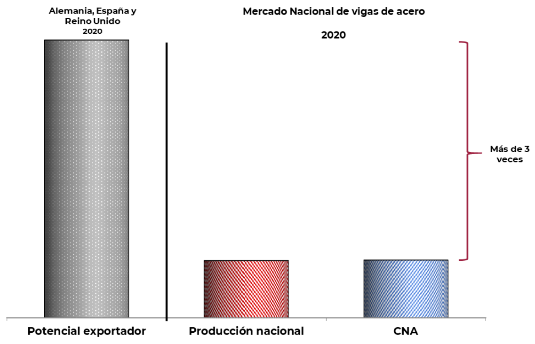 Alemania, España y
Reino Unido
2020
Mercado Nacional de vigas de acero
2020
Más de 3
veces
Potencial exportador
Producción nacional
CNA